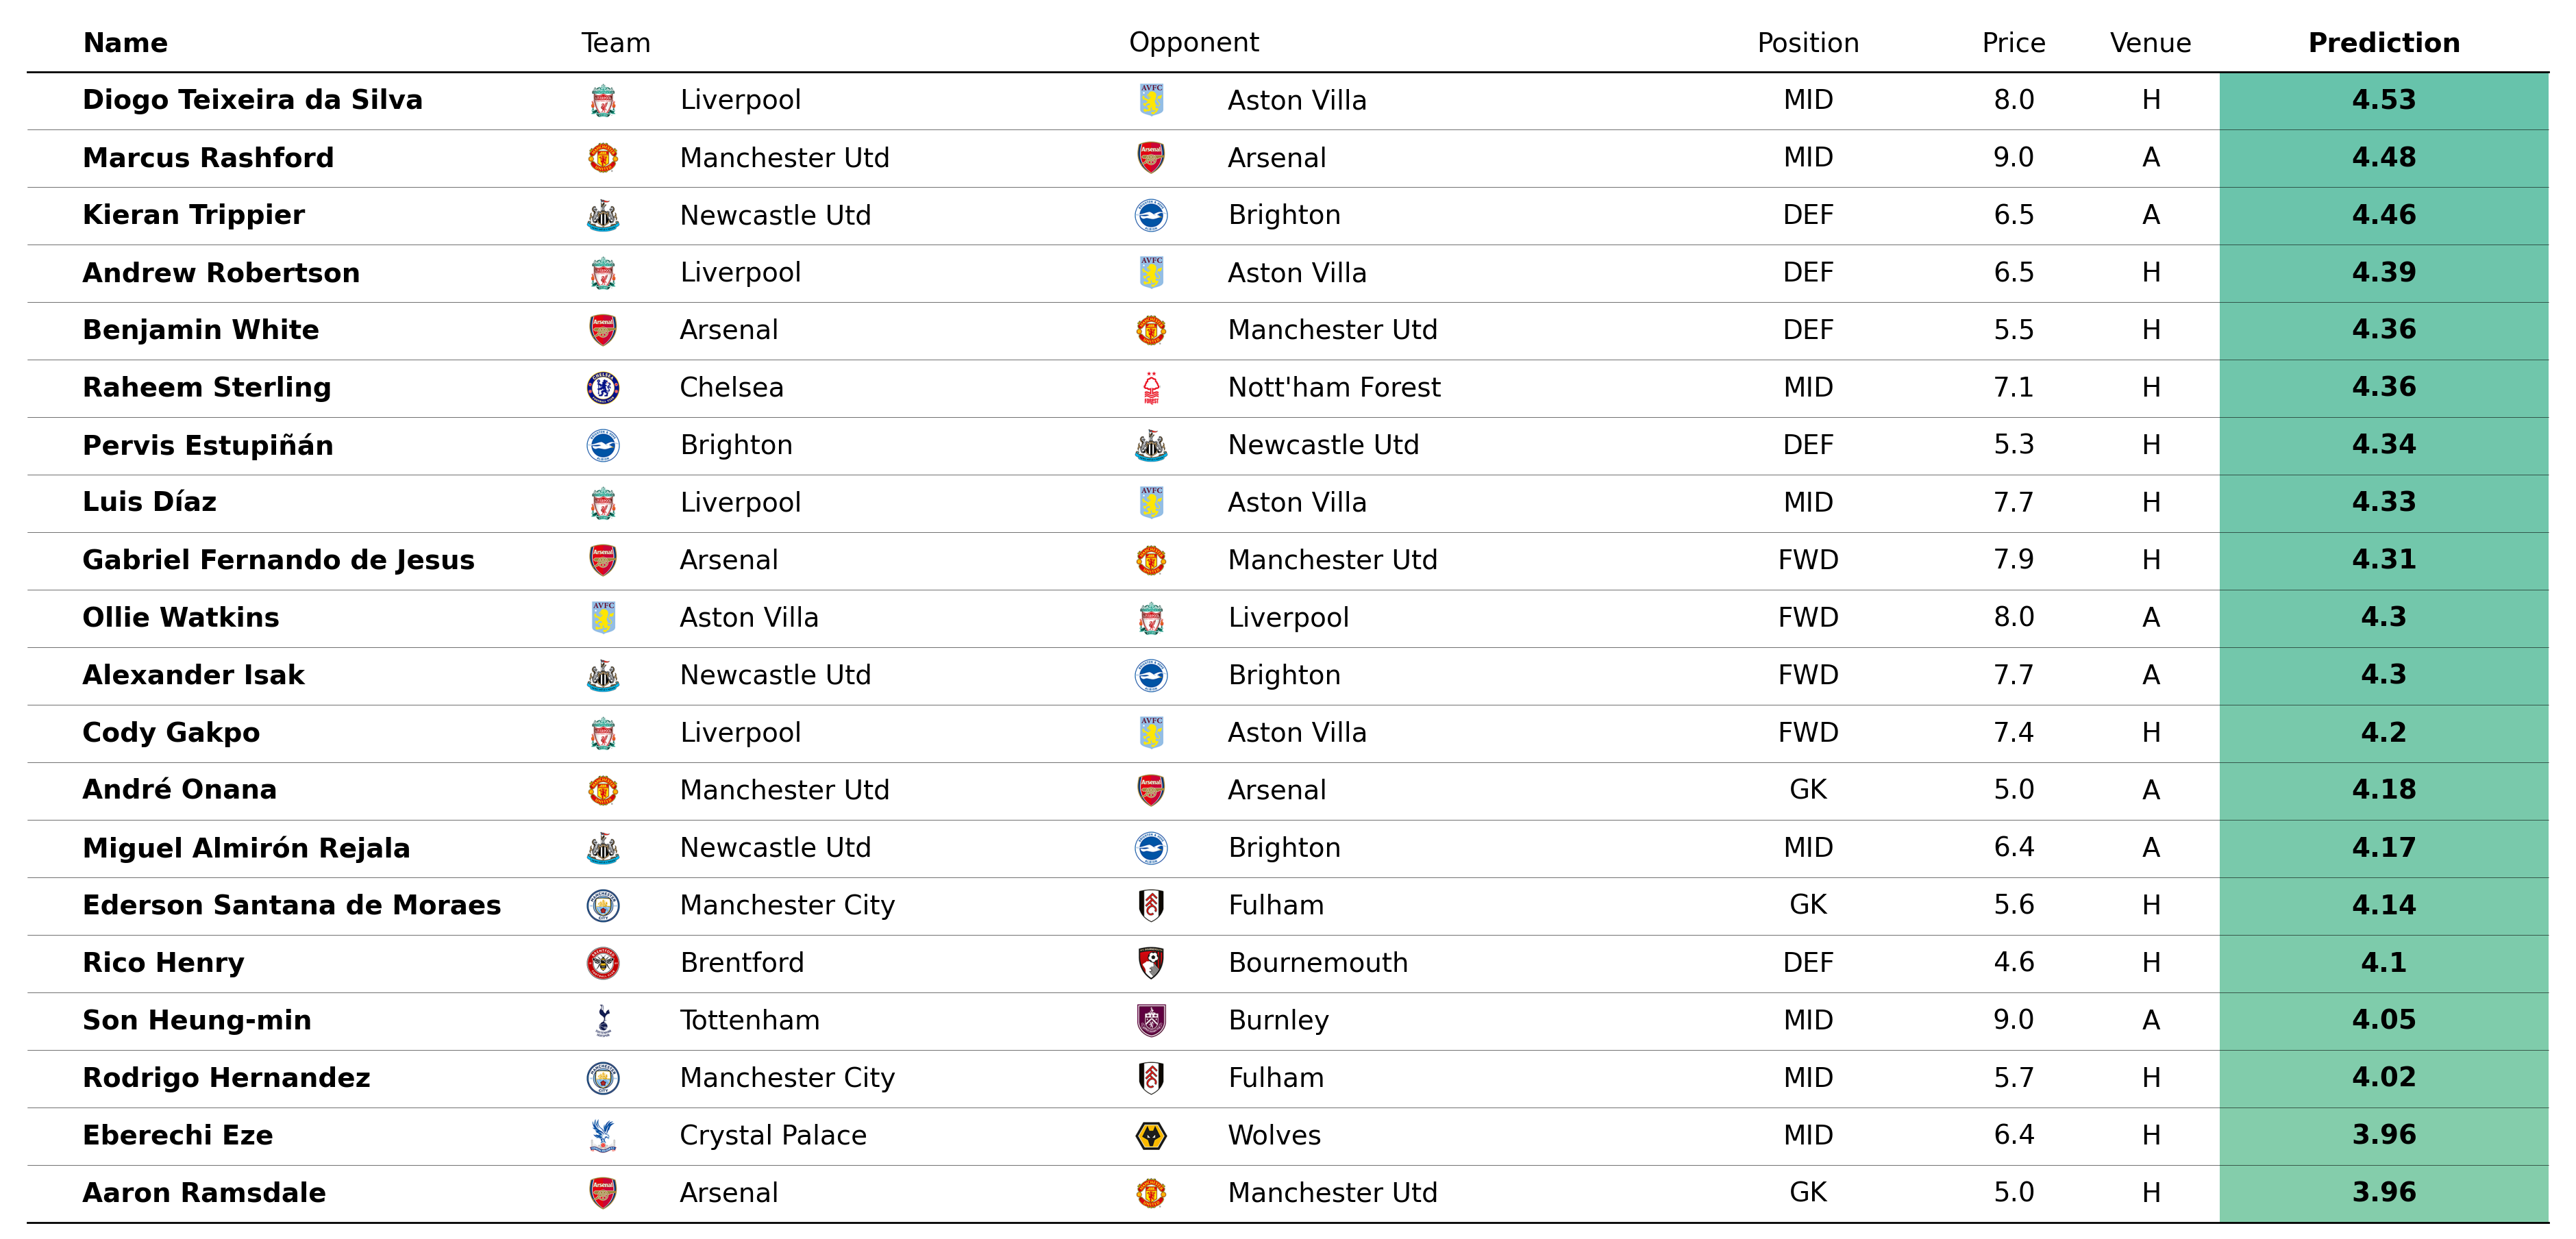 Name Team Opponent Position Price Venue Prediction
Diogo Teixeira da Silva Liverpool AVFC Aston Villa MID 8.0 H 4.53
Marcus Rashford Manchester Utd Arsenal Arsenal MID 9.0 A 4.48
Kieran Trippier Newcastle Utd Brighton DEF 6.5 A 4.46
Andrew Robertson Liverpool AVFC Aston Villa DEF 6.5 H 4.39
Benjamin White Arsenal Arsenal Manchester Utd DEF 5.5 H 4.36
Raheem Sterling Chelsea Nott'ham Forest MID 7.1 H 4.36
Pervis Estupiñán Brighton Newcastle Utd DEF 5.3 H 4.34
Luis Díaz Liverpool AVFC Aston Villa MID 7.7 H 4.33
Gabriel Fernando de Jesus Arsenal Arsenal Manchester Utd FWD 7.9 H 4.31
Ollie Watkins AVFC Aston Villa Liverpool FWD 8.0 A 4.3
Alexander Isak Newcastle Utd Brighton FWD 7.7 A 4.3
Cody Gakpo Liverpool AVFC Aston Villa FWD 7.4 H 4.2
André Onana Manchester Utd Arsenal Arsenal GK 5.0 A 4.18
Miguel Almirón Rejala Newcastle Utd Brighton MID 6.4 A 4.17
Ederson Santana de Moraes Manchester City Fulham GK 5.6 H 4.14
Rico Henry Brentford Bournemouth DEF 4.6 H 4.1
Son Heung-min Tottenham Burnley MID 9.0 A 4.05
Rodrigo Hernandez Manchester City Fulham MID 5.7 H 4.02
Eberechi Eze Crystal Palace Wolves MID 6.4 H 3.96
Aaron Ramsdale Arsenal Arsenal Manchester Utd GK 5.0 H 3.96